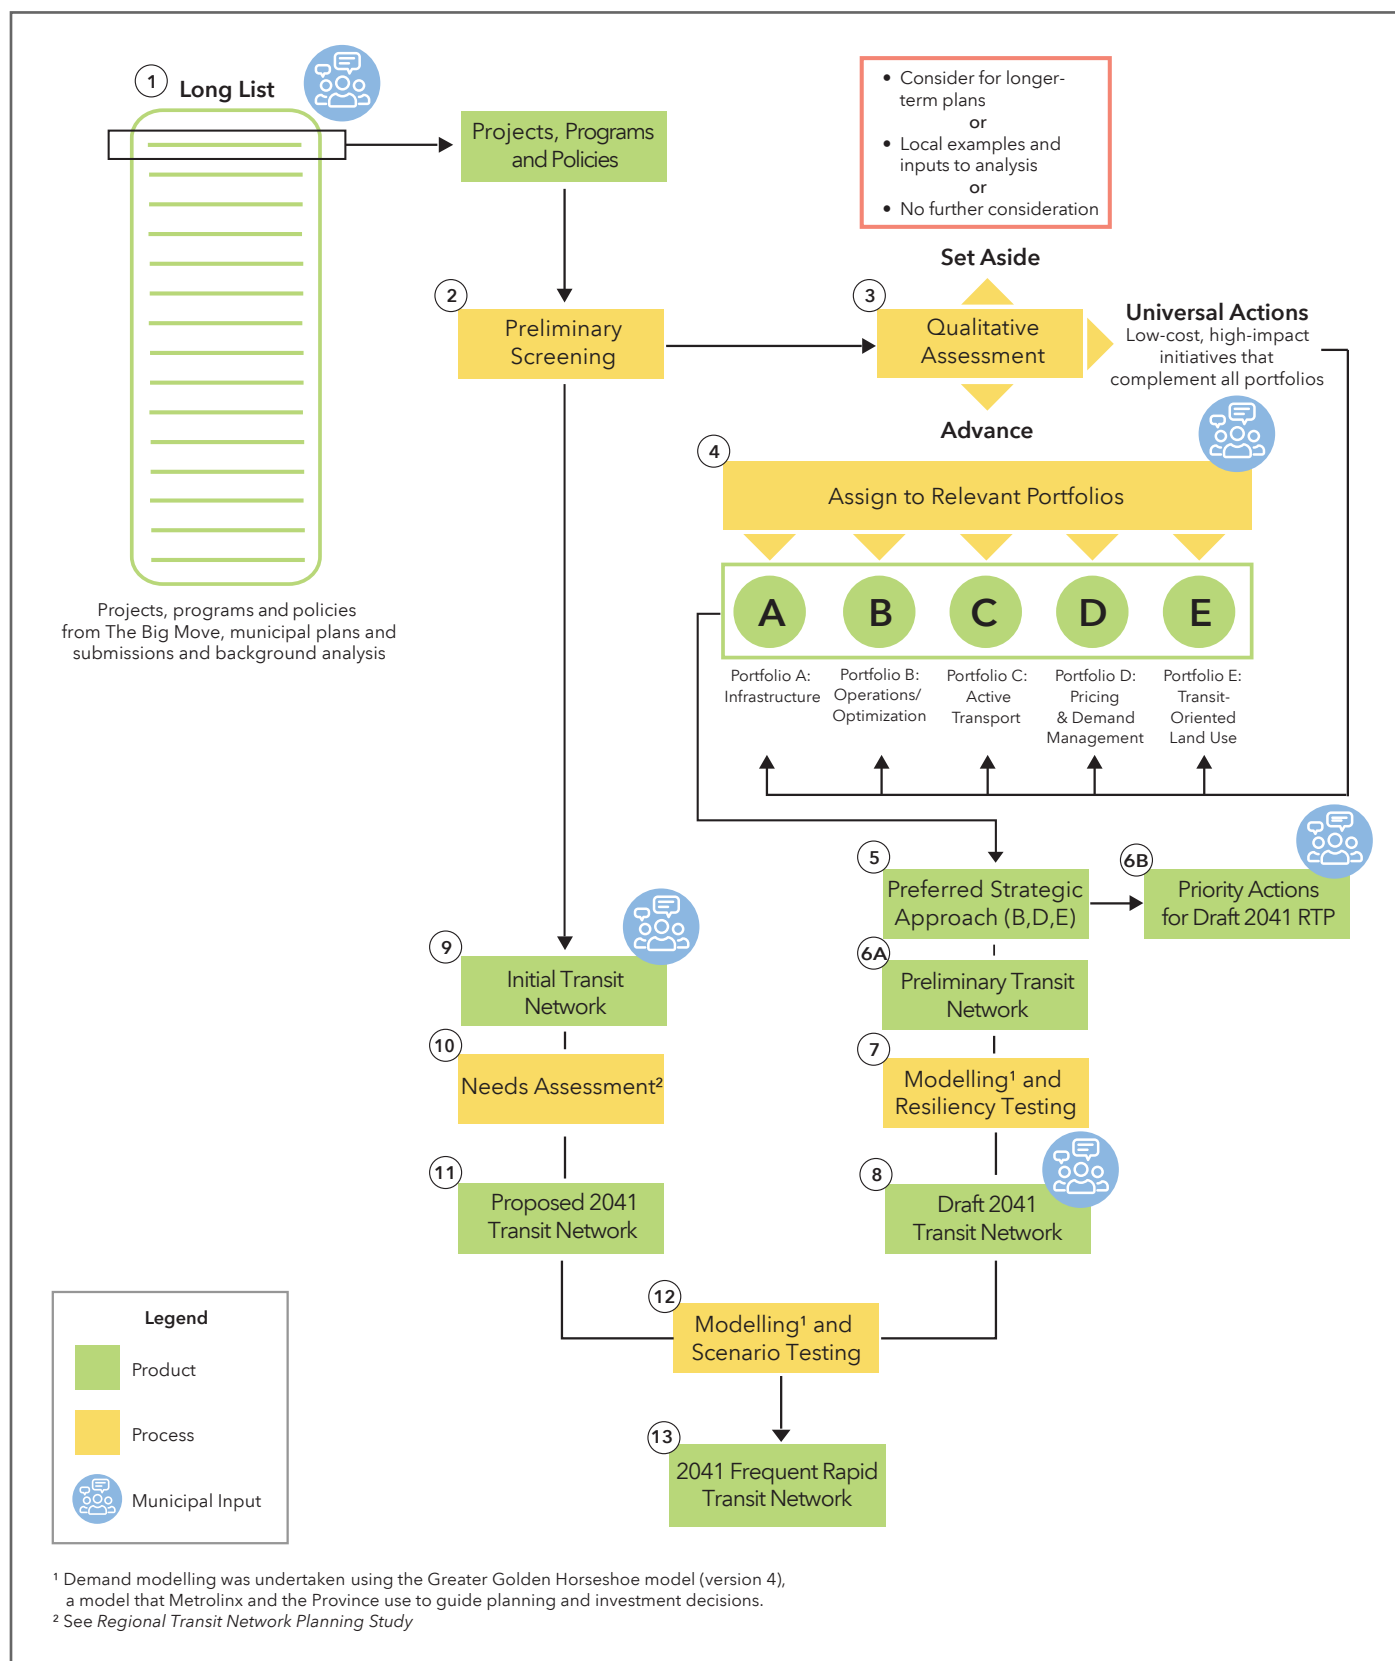 1
Long List
Projects, programs and policies
from The Big Move, municipal plans and
submissions and background analysis
Projects, Programs
and Policies
• Consider for longer-
term plans
or
• Local examples and
inputs to analysis
or
• No further consideration
Set Aside
2
Preliminary
Screening
3
Qualitative
Assessment
Universal Actions
Low-cost, high-impact
initiatives that
complement all portfolios
Advance
4
Assign to Relevant Portfolios
A
B
C
D
E
Portfolio A:
Infrastructure
Portfolio B:
Operations/
Optimization
Portfolio C:
Active
Transport
Portfolio D:
Pricing
& Demand
Management
Portfolio E:
Transit-
Oriented
Land Use
5
Preferred Strategic
Approach (B,D,E)
6B
Priority Actions
for Draft 2041 RTP
6A
Preliminary Transit
Network
7
Modelling¹ and
Resiliency Testing
8
Draft 2041
Transit Network
9
Initial Transit
Network
10
Needs Assessment²
11
Proposed 2041
Transit Network
12
Modelling¹ and
Scenario Testing
13
2041 Frequent Rapid
Transit Network
Legend
Product
Process
Municipal Input
¹ Demand modelling was undertaken using the Greater Golden Horseshoe model (version 4),
a model that Metrolinx and the Province use to guide planning and investment decisions.
² See Regional Transit Network Planning Study